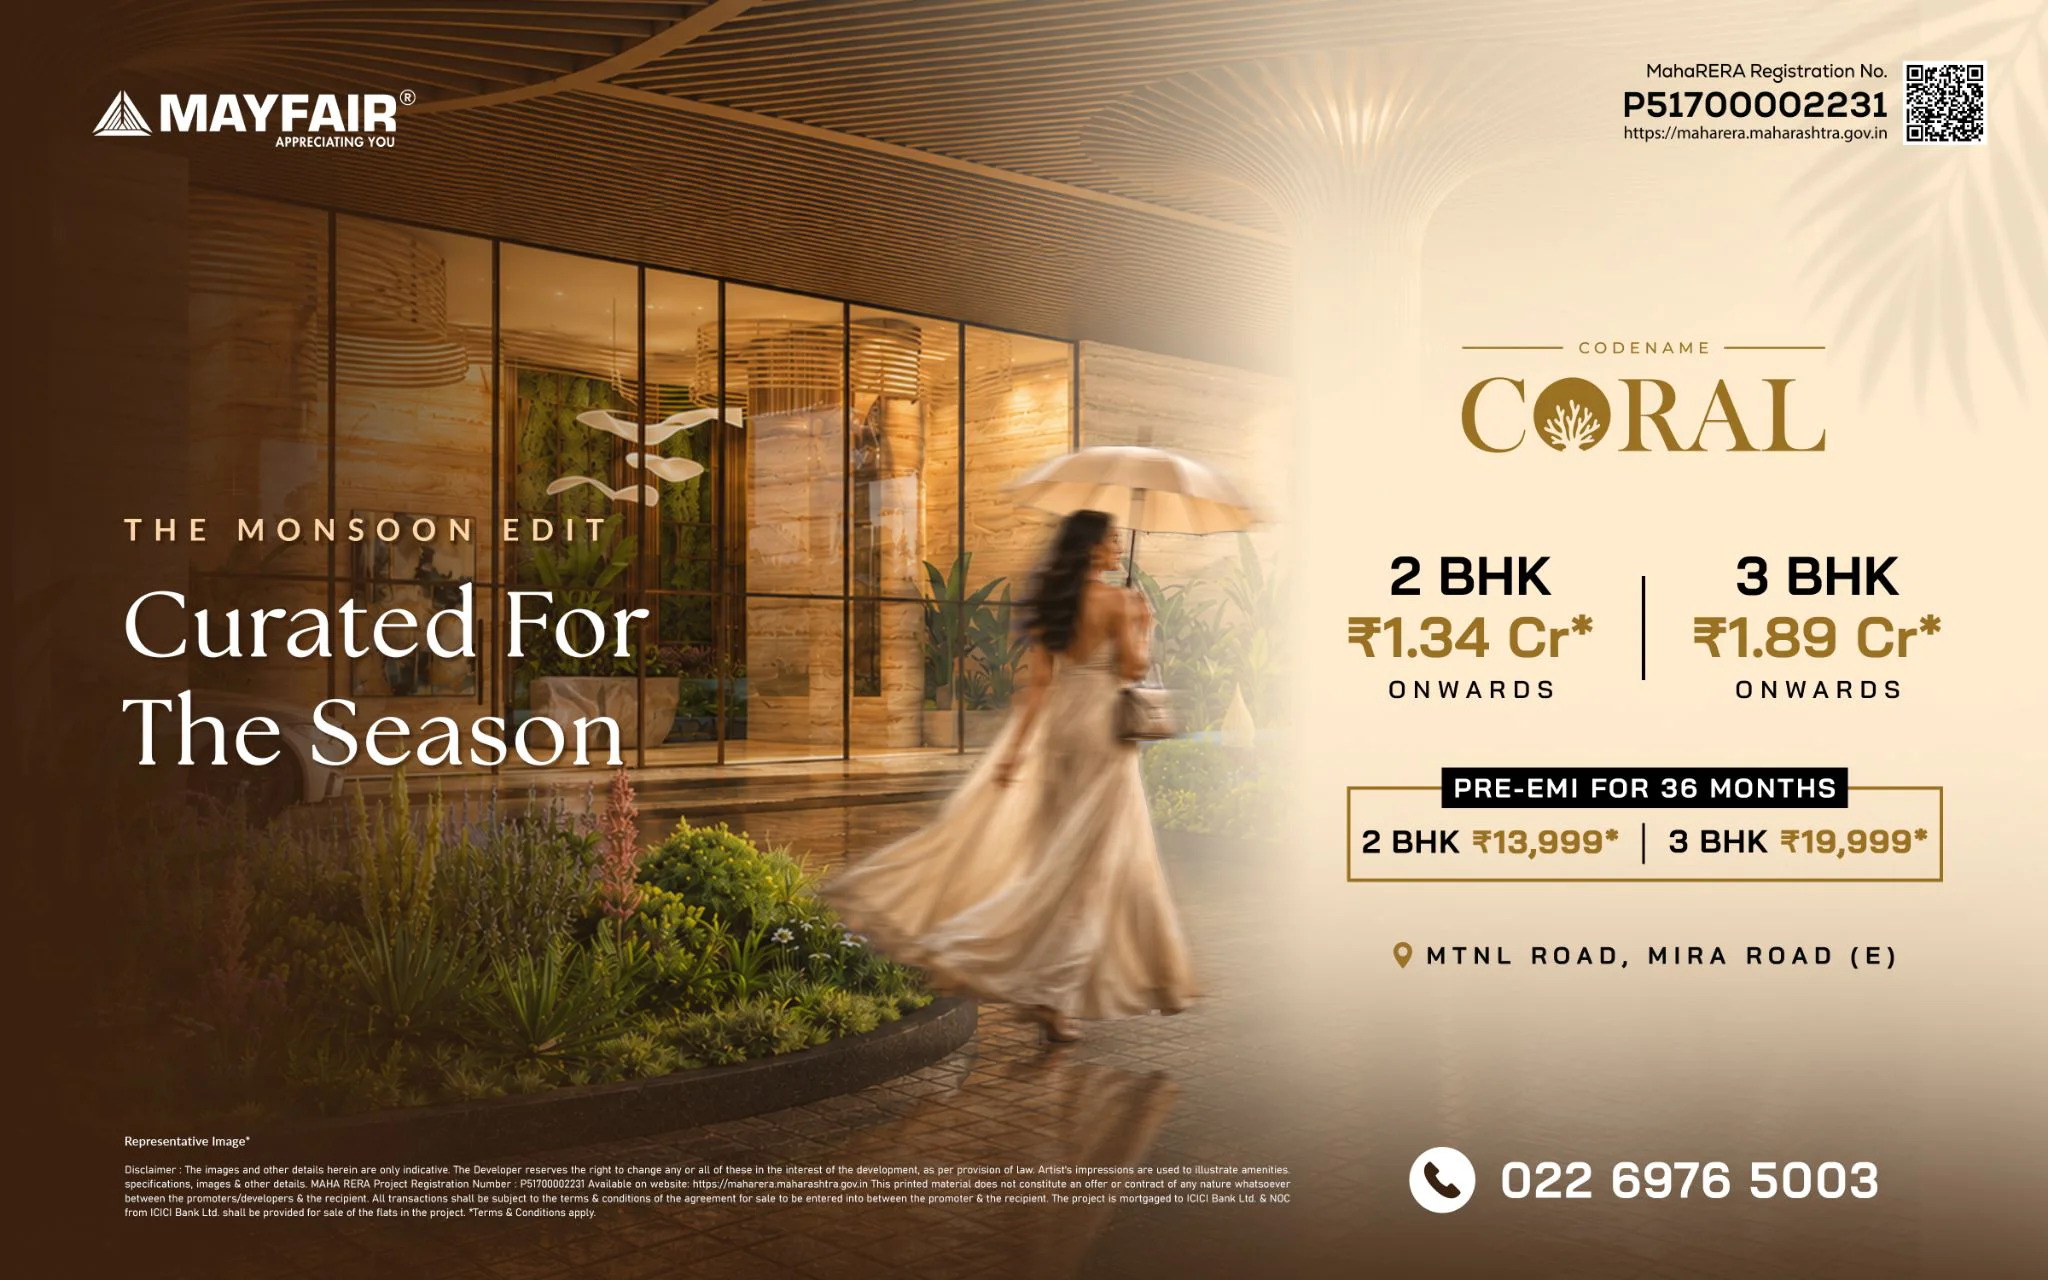 MAYFAIR®
APPRECIATING YOU
MahaRERA Registration No.
P51700002231
https://maharera.maharashtra.gov.in
THE MONSOON EDIT
Curated For
The Season
CODENAME
CORAL
2 BHK
₹1.34 Cr*
ONWARDS
3 BHK
₹1.89 Cr*
ONWARDS
PRE-EMI FOR 36 MONTHS
2 BHK ₹13,999* | 3 BHK ₹19,999*
MTNL ROAD, MIRA ROAD (E)
Representative Image*
Disclaimer : The images and other details herein are only indicative. The Developer reserves the right to change any or all of these in the interest of the development, as per provision of law. Artist's impressions are used to illustrate amenities.
specifications, images & other details. MAHA RERA Project Registration Number : P51700002231 Available on website: https://maharera.maharashtra.gov.in This printed material does not constitute an offer or contract of any nature whatsoever
between the promoters/developers & the recipient. All transactions shall be subject to the terms & conditions of the agreement for sale to be entered into between the promoter & the recipient. The project is mortgaged to ICICI Bank Ltd. & NOC
from ICICI Bank Ltd. shall be provided for sale of the flats in the project. *Terms & Conditions apply.
022 6976 5003